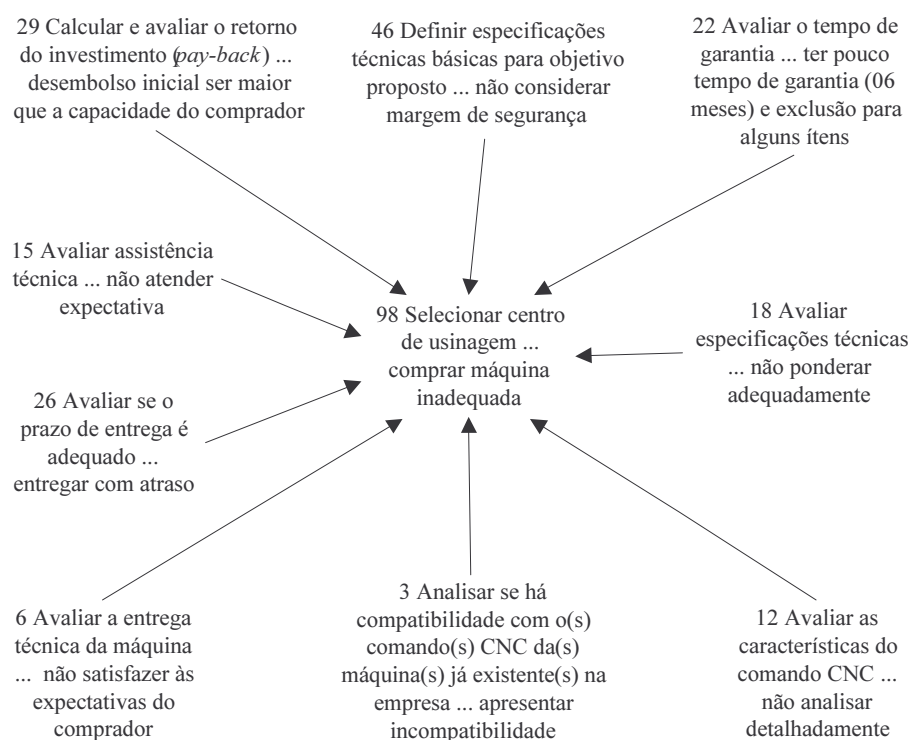 29 Calcular e avaliar o retorno
do investimento (pay-back) ...
desembolso inicial ser maior
que a capacidade do comprador
46 Definir especificações
técnicas básicas para objetivo
proposto ... não considerar
margem de segurança
22 Avaliar o tempo de
garantia ... ter pouco
tempo de garantia (06
meses) e exclusão para
alguns ítens
15 Avaliar assistência
técnica ... não atender
expectativa
98 Selecionar centro
de usinagem ...
comprar máquina
inadequada
18 Avaliar
especificações técnicas
... não ponderar
adequadamente
26 Avaliar se o
prazo de entrega é
adequado ...
entregar com atraso
6 Avaliar a entrega
técnica da máquina
... não satisfazer às
expectativas do
comprador
3 Analisar se há
compatibilidade com o(s)
comando(s) CNC da(s)
máquina(s) já existente(s) na
empresa ... apresentar
incompatibilidade
12 Avaliar as
características do
comando CNC ...
não analisar
detalhadamente